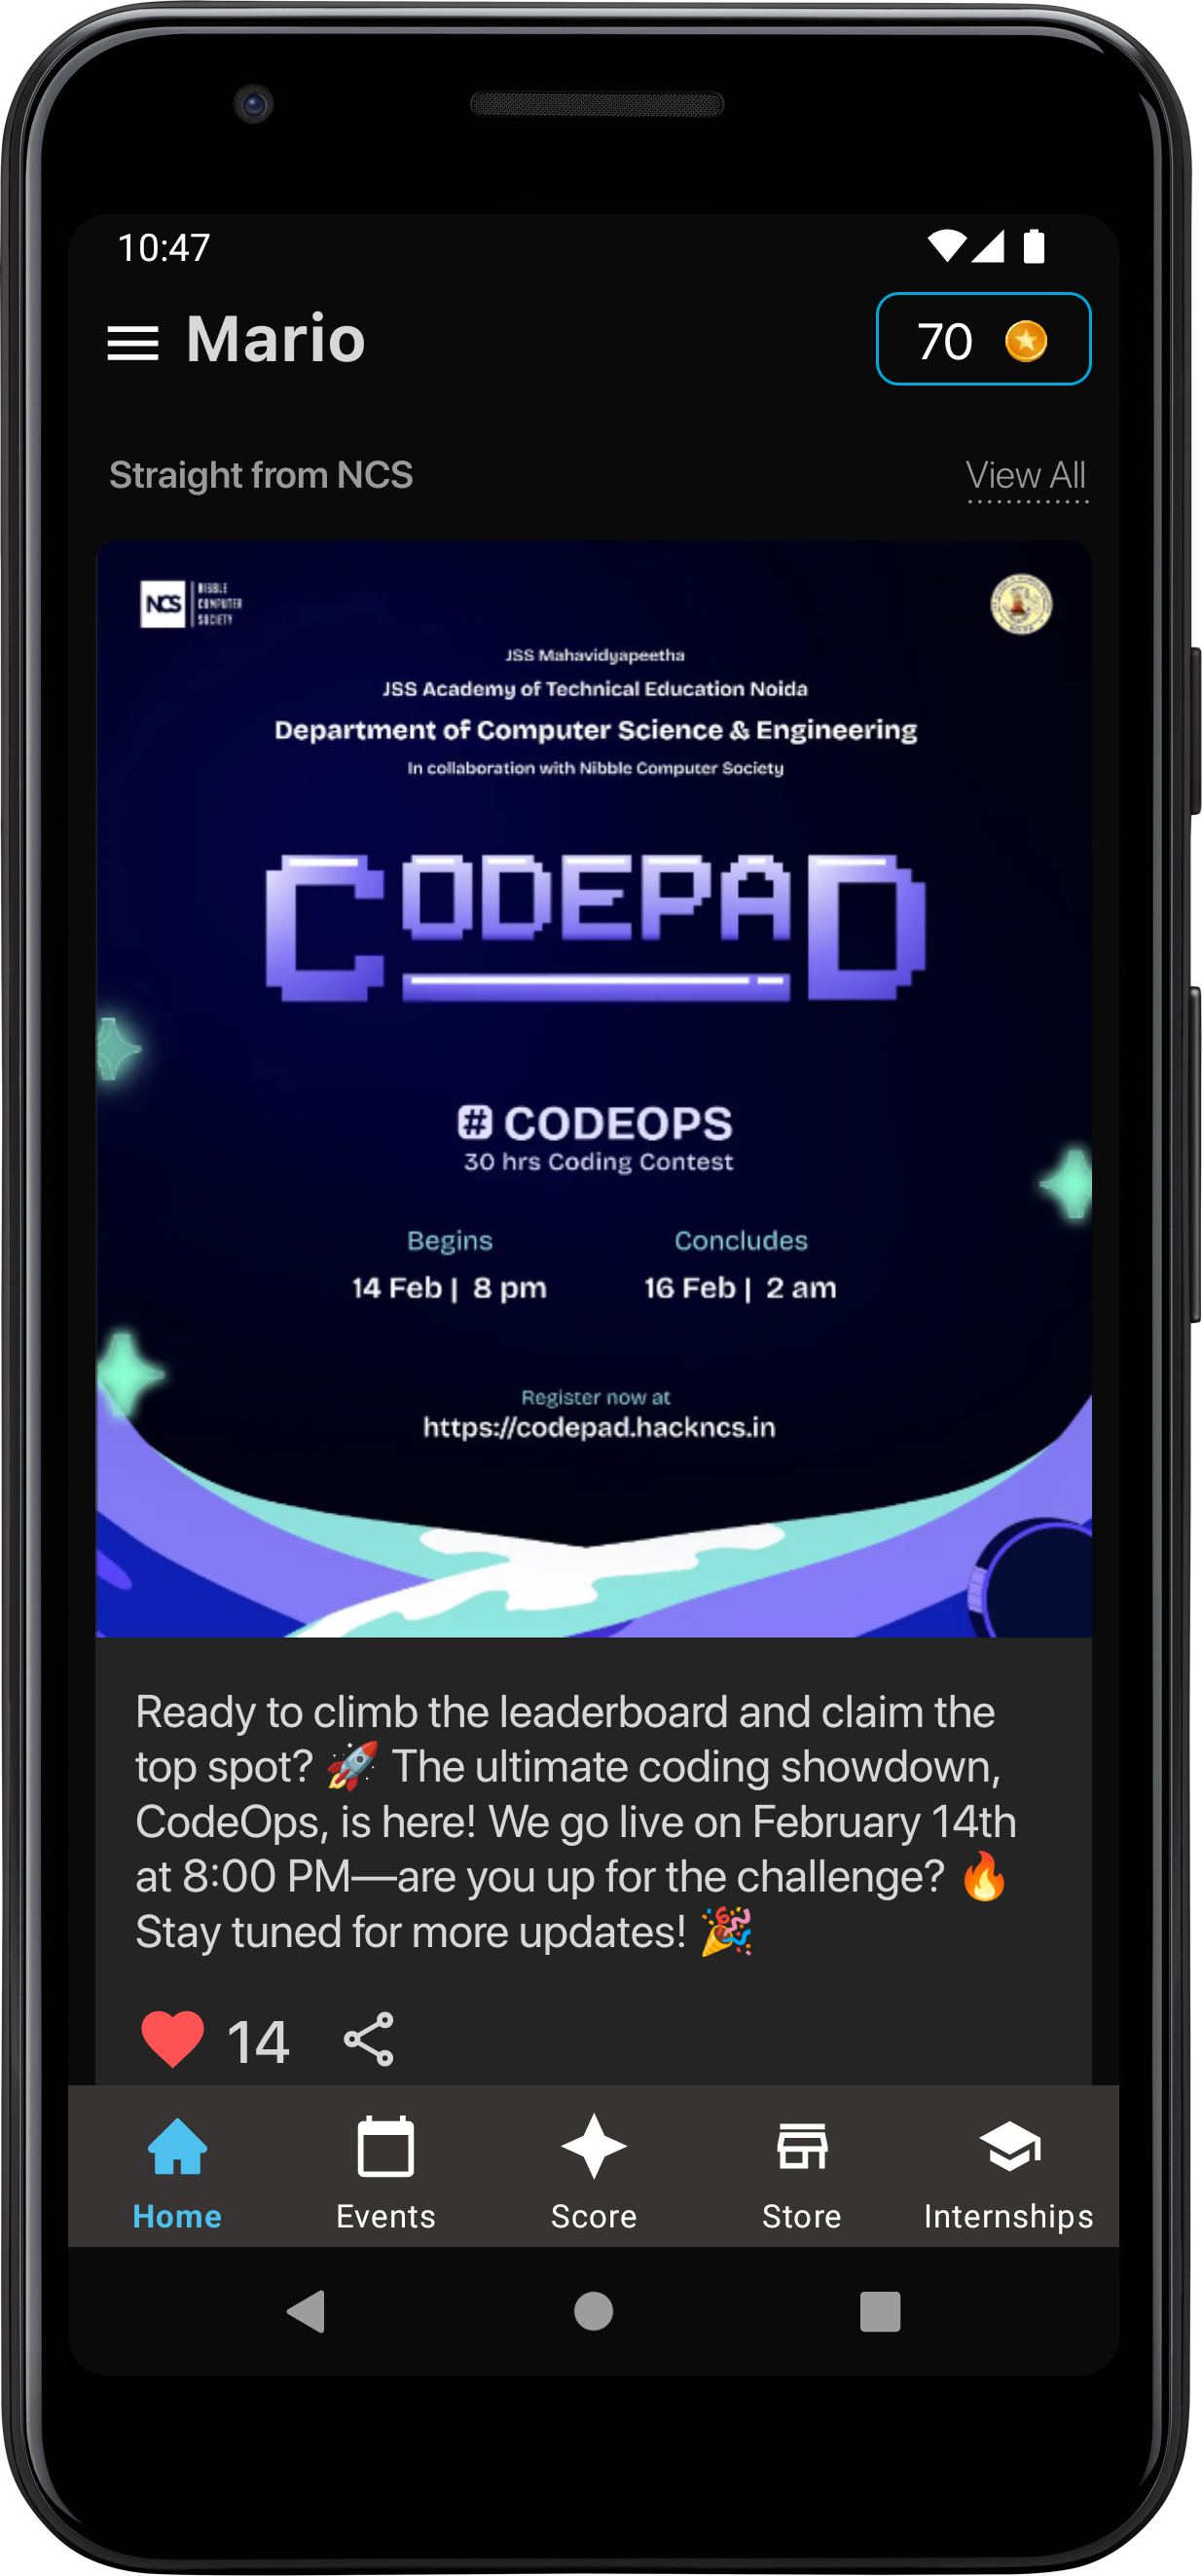 10:47
Mario
70
Straight from NCS
View All
NCS
NIBBLE
COMPUTER
SOCIETY
JSS Mahavidyapeetha
JSS Academy of Technical Education Noida
Department of Computer Science & Engineering
In collaboration with Nibble Computer Society
CODEPAD
# CODEOPS
30 hrs Coding Contest
Begins
Concludes
14 Feb | 8 pm
16 Feb | 2 am
Register now at
https://codepad.hackncs.in
Ready to climb the leaderboard and claim the
top spot? 🚀 The ultimate coding showdown,
CodeOps, is here! We go live on February 14th
at 8:00 PM—are you up for the challenge? 🔥
Stay tuned for more updates! 🎉
14
Home
Events
Score
Store
Internships